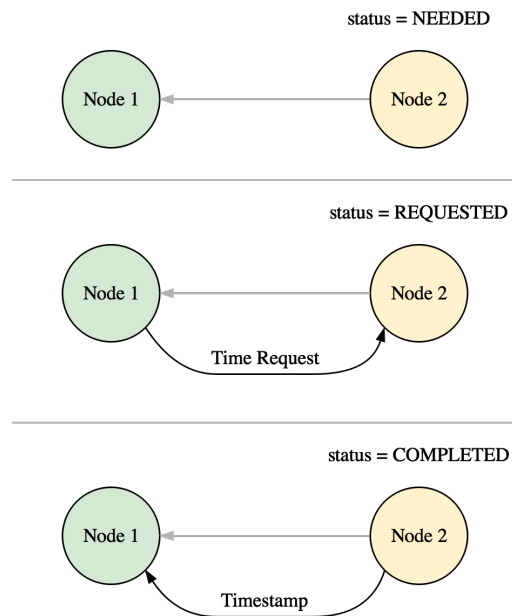 status = NEEDED
Node 1
Node 2
status = REQUESTED
Node 1
Node 2
Time Request
status = COMPLETED
Node 1
Node 2
Timestamp